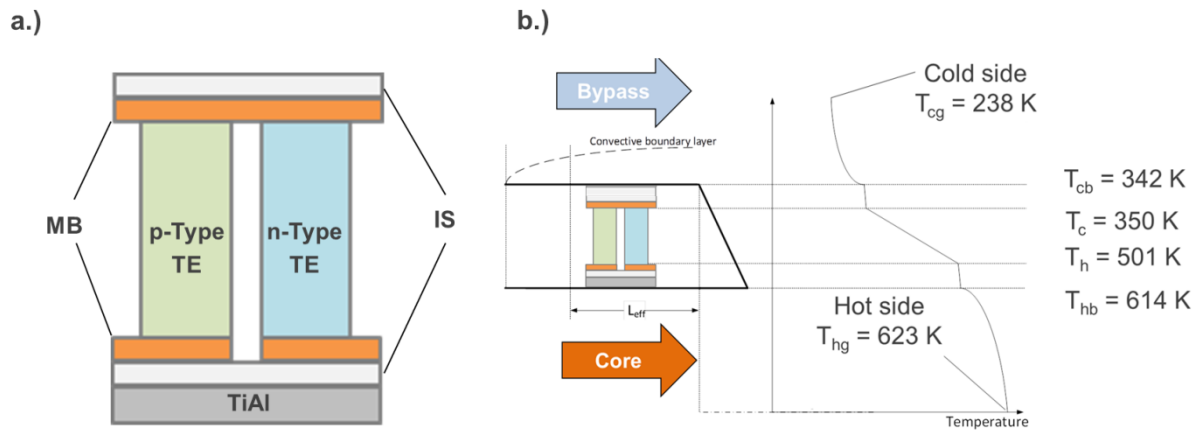 a.)
MB
p-Type
TE
n-Type
TE
IS
TiAl
b.)
Bypass
Convective boundary layer
Cold side
T_cg = 238 K
T_cb = 342 K
T_c = 350 K
T_h = 501 K
T_hb = 614 K
L_eff
Hot side
T_hg = 623 K
Core
Temperature